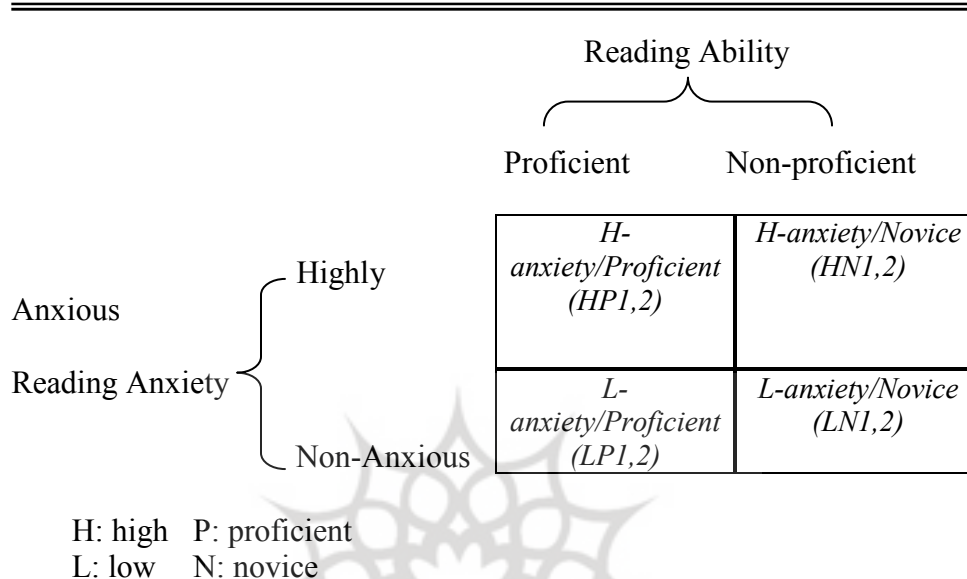 Reading Ability
Proficient Non-proficient
H-
anxiety/Proficient
(HP1,2)
H-anxiety/Novice
(HN1,2)
Highly
Anxious
Reading Anxiety
L-
anxiety/Proficient
(LP1,2)
L-anxiety/Novice
(LN1,2)
Non-Anxious
H: high P: proficient
L: low N: novice